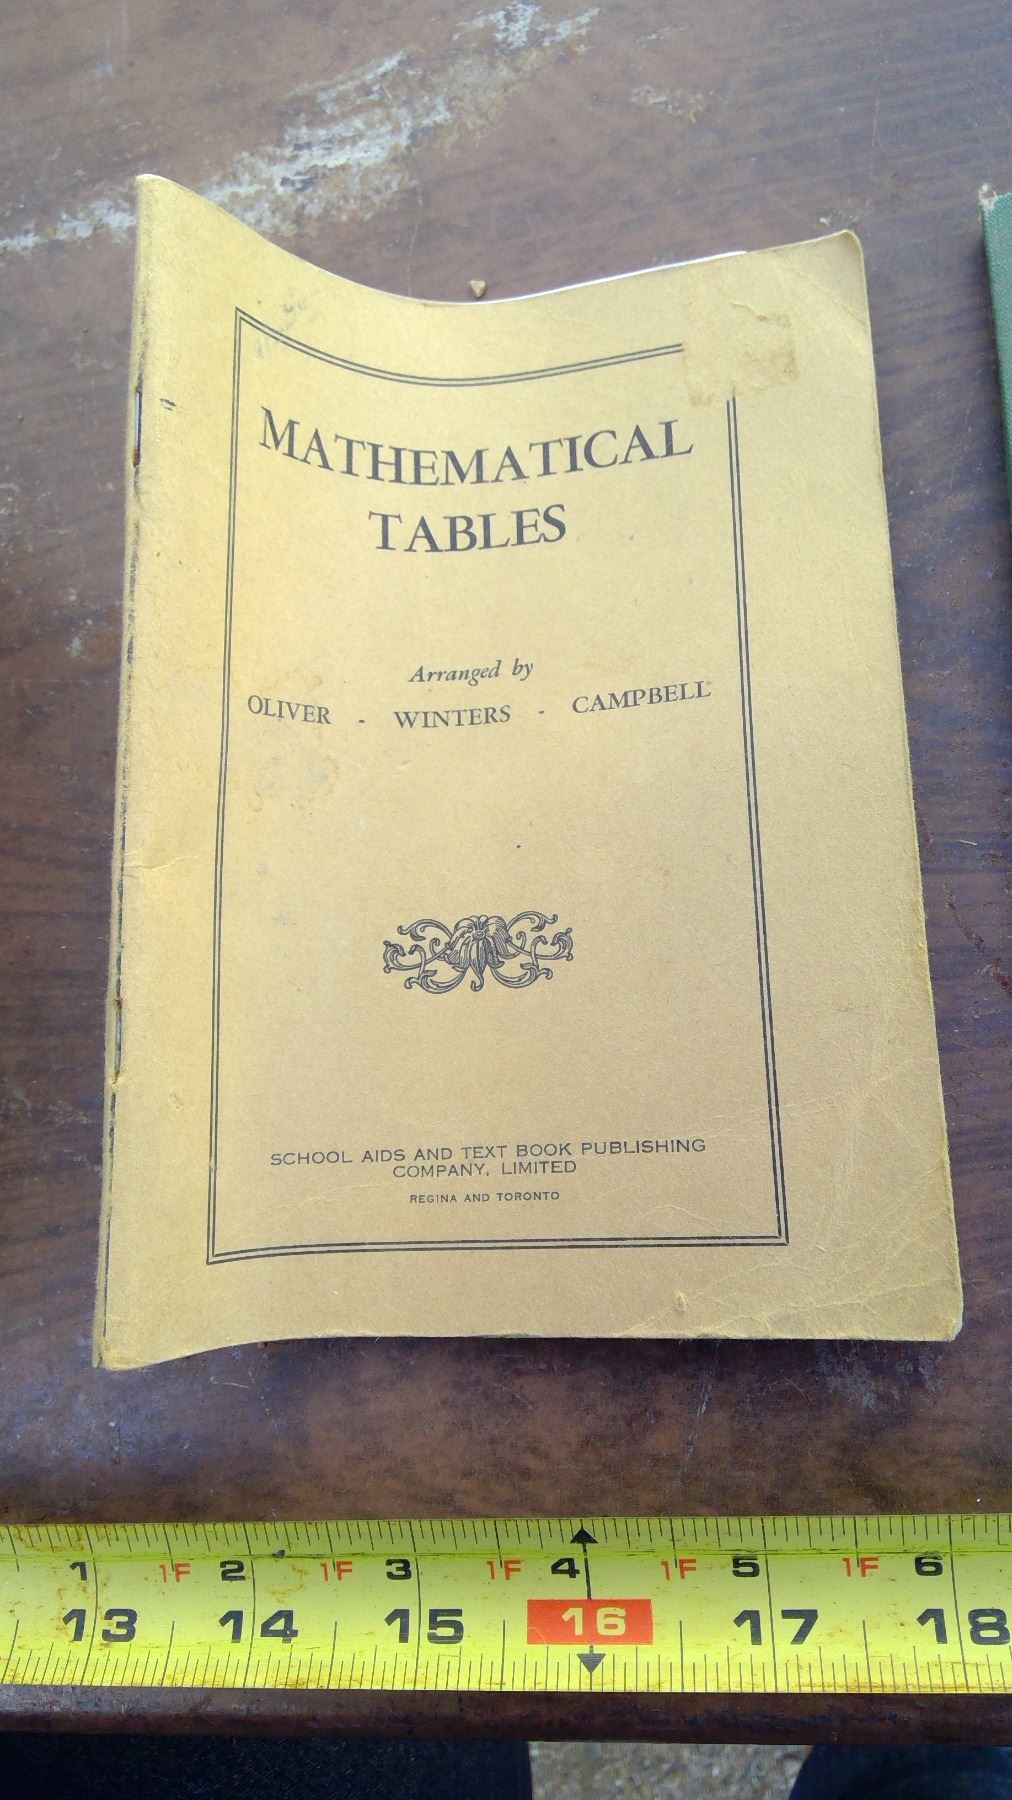 MATHEMATICAL
TABLES
Arranged by
OLIVER - WINTERS - CAMPBELL
SCHOOL AIDS AND TEXT BOOK PUBLISHING
COMPANY, LIMITED
REGINA AND TORONTO
1 1F 2 1F 3 1F 4 1F 5 1F 6
13 14 15 16 17 18